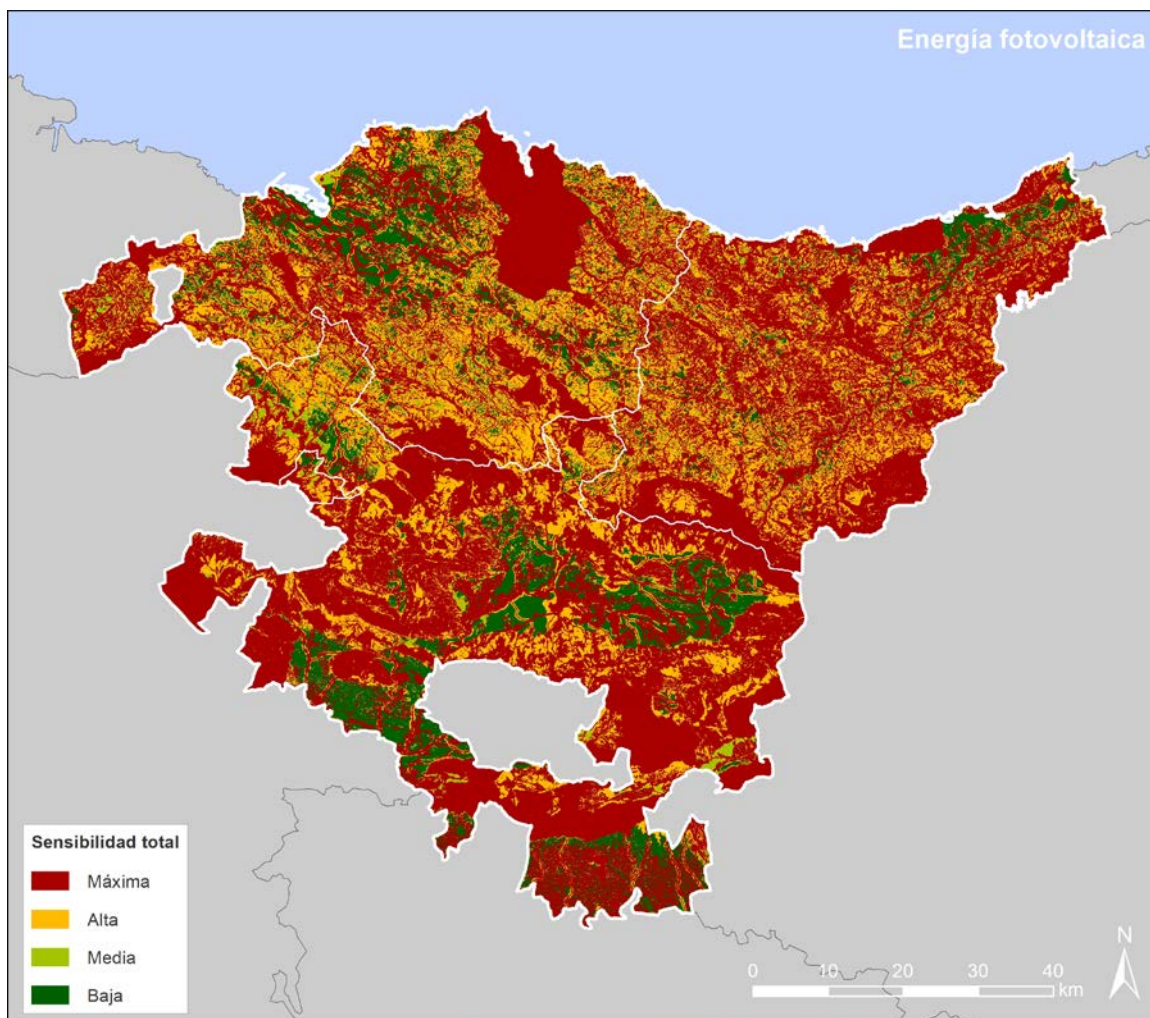 Energía fotovoltaica
Sensibilidad total
Máxima
Alta
Media
Baja
N
0 10 20 30 40
km